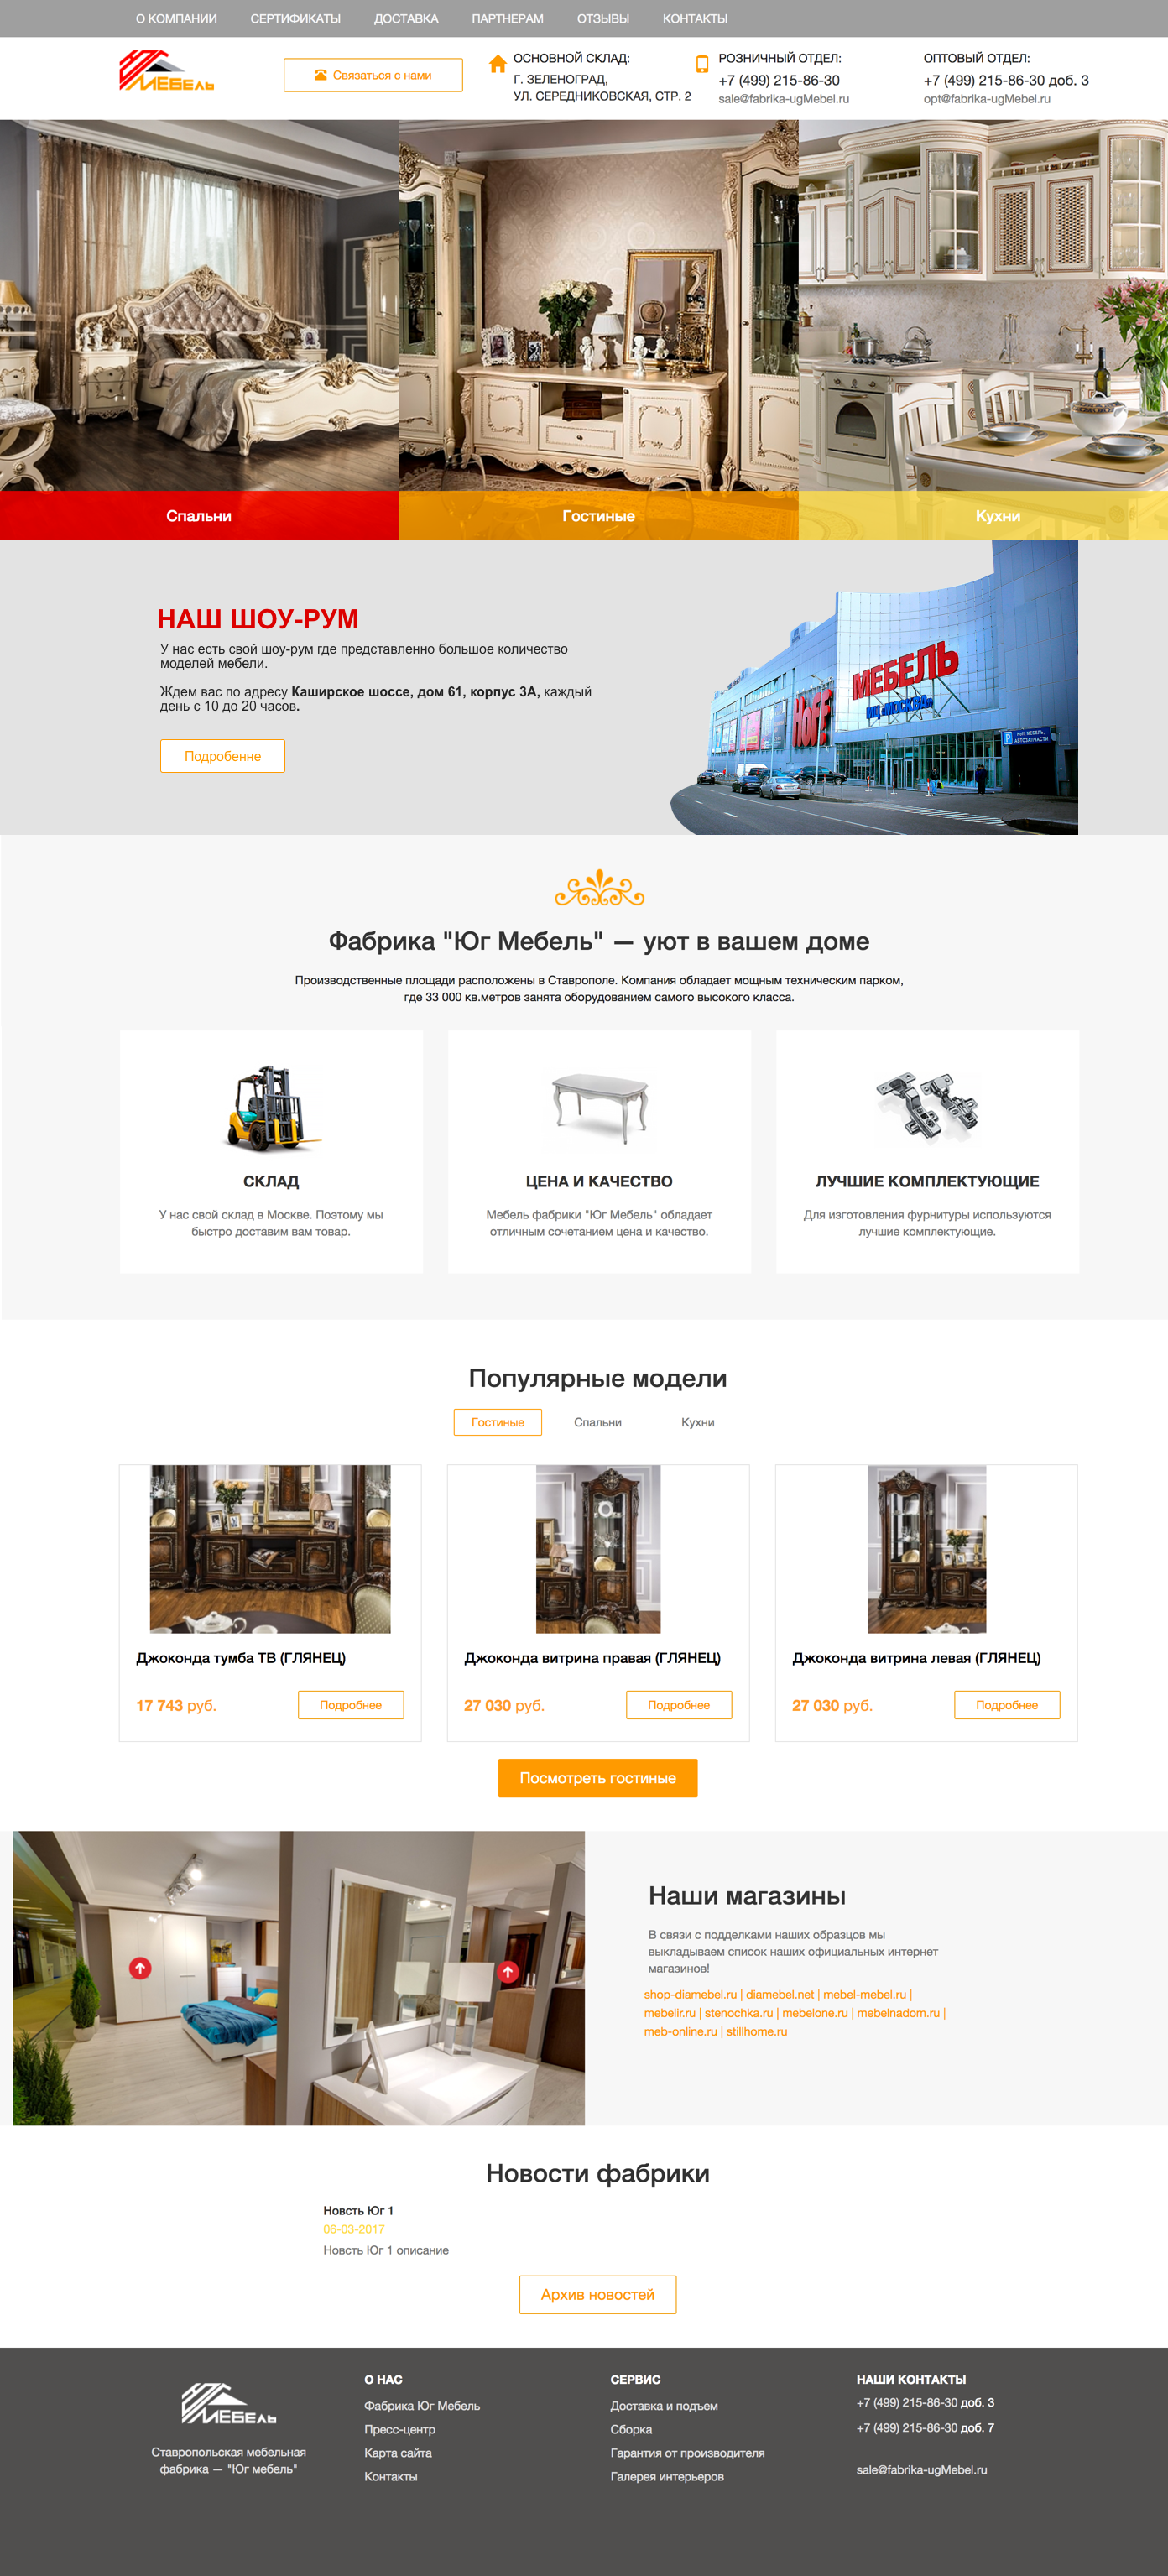 О КОМПАНИИ СЕРТИФИКАТЫ ДОСТАВКА ПАРТНЕРАМ ОТЗЫВЫ КОНТАКТЫ
МЕБЕЛЬ
Связаться с нами
ОСНОВНОЙ СКЛАД:
Г. ЗЕЛЕНОГРАД,
УЛ. СЕРЕДНИКОВСКАЯ, СТР. 2
РОЗНИЧНЫЙ ОТДЕЛ:
+7 (499) 215-86-30
sale@fabrika-ugMebel.ru
ОПТОВЫЙ ОТДЕЛ:
+7 (499) 215-86-30 доб. 3
opt@fabrika-ugMebel.ru
Спальни
Гостиные
Кухни
НАШ ШОУ-РУМ
У нас есть свой шоу-рум где представленно большое количество
моделей мебели.
Ждем вас по адресу Каширское шоссе, дом 61, корпус 3А, каждый
день с 10 до 20 часов.
Подробенне
МЕБЕЛЬ
МЦ «МОСКВА»
Hoff
P HOFF, МЕБЕЛЬ,
АВТОЗАПЧАСТИ
Фабрика "Юг Мебель" — уют в вашем доме
Производственные площади расположены в Ставрополе. Компания обладает мощным техническим парком,
где 33 000 кв.метров занята оборудованием самого высокого класса.
СКЛАД
У нас свой склад в Москве. Поэтому мы
быстро доставим вам товар.
ЦЕНА И КАЧЕСТВО
Мебель фабрики "Юг Мебель" обладает
отличным сочетанием цена и качество.
ЛУЧШИЕ КОМПЛЕКТУЮЩИЕ
Для изготовления фурнитуры используются
лучшие комплектующие.
Популярные модели
Гостиные Спальни Кухни
Джоконда тумба ТВ (ГЛЯНЕЦ)
17 743 руб.
Подробнее
Джоконда витрина правая (ГЛЯНЕЦ)
27 030 руб.
Подробнее
Джоконда витрина левая (ГЛЯНЕЦ)
27 030 руб.
Подробнее
Посмотреть гостиные
Наши магазины
В связи с подделками наших образцов мы
выкладываем список наших официальных интернет
магазинов!
shop-diamebel.ru | diamebel.net | mebel-mebel.ru |
mebelir.ru | stenochka.ru | mebelone.ru | mebelnadom.ru |
meb-online.ru | stillhome.ru
Новости фабрики
Новсть Юг 1
06-03-2017
Новсть Юг 1 описание
Архив новостей
МЕБЕЛЬ
Ставропольская мебельная
фабрика — "Юг мебель"
О НАС
Фабрика Юг Мебель
Пресс-центр
Карта сайта
Контакты
СЕРВИС
Доставка и подъем
Сборка
Гарантия от производителя
Галерея интерьеров
НАШИ КОНТАКТЫ
+7 (499) 215-86-30 доб. 3
+7 (499) 215-86-30 доб. 7
sale@fabrika-ugMebel.ru